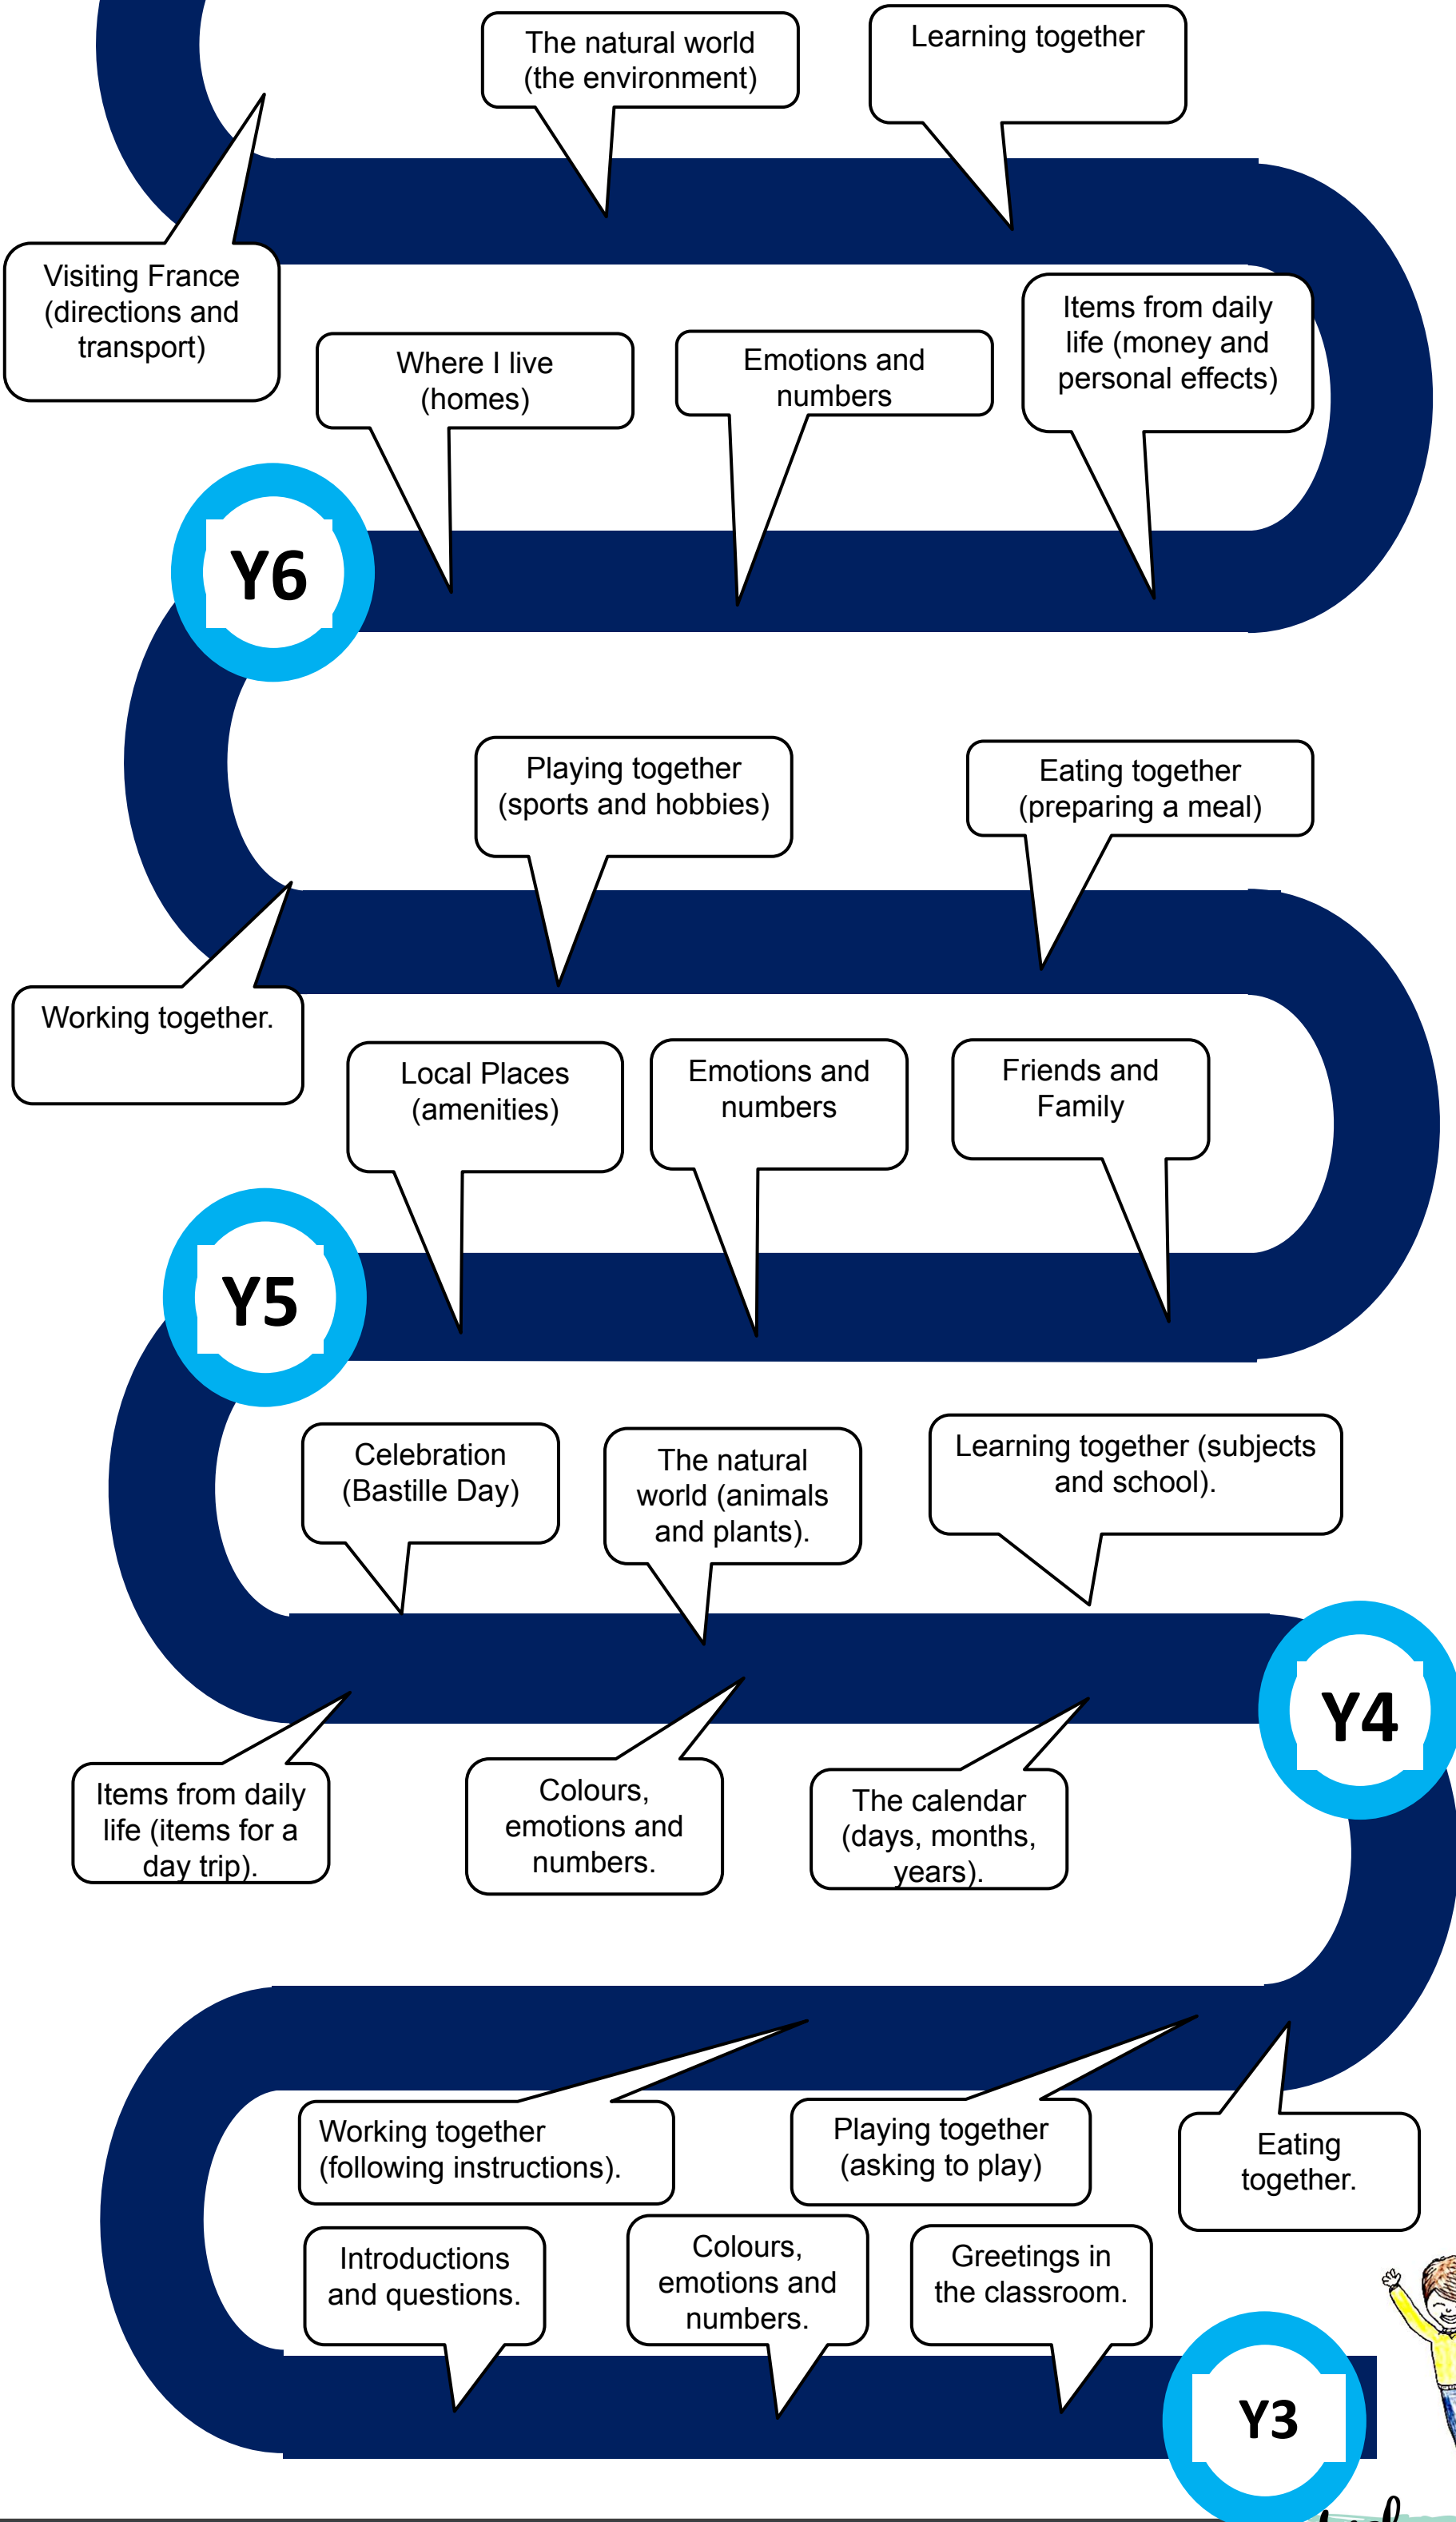 The natural world
(the environment)
Learning together
Visiting France
(directions and
transport)
Where I live
(homes)
Emotions and
numbers
Items from daily
life (money and
personal effects)
Y6
Playing together
(sports and hobbies)
Eating together
(preparing a meal)
Working together.
Local Places
(amenities)
Emotions and
numbers
Friends and
Family
Y5
Celebration
(Bastille Day)
The natural
world (animals
and plants).
Learning together (subjects
and school).
Y4
Items from daily
life (items for a
day trip).
Colours,
emotions and
numbers.
The calendar
(days, months,
years).
Working together
(following instructions).
Playing together
(asking to play)
Eating
together.
Introductions
and questions.
Colours,
emotions and
numbers.
Greetings in
the classroom.
Y3